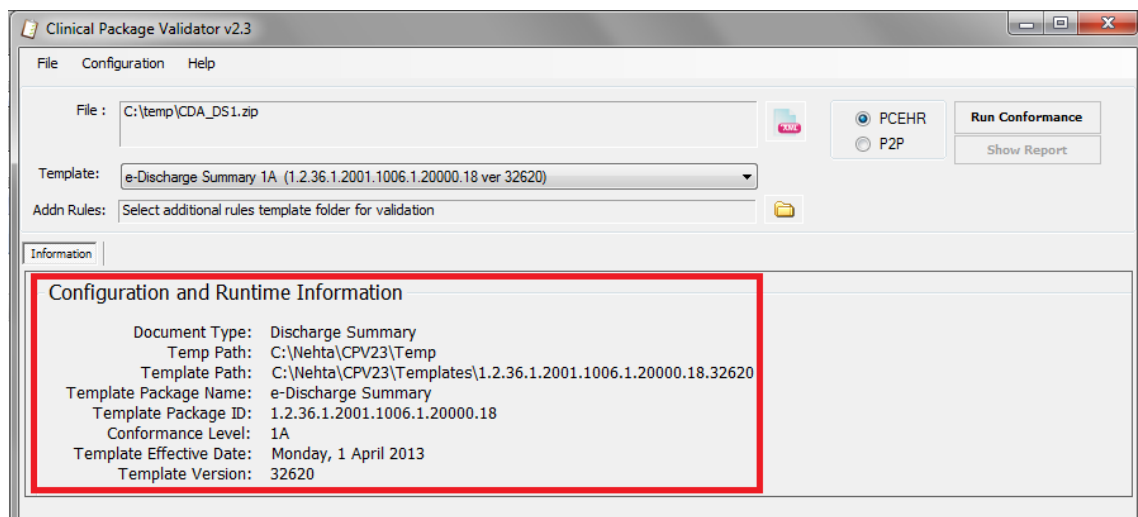 Clinical Package Validator v2.3
File Configuration Help
File : C:\temp\CDA_DS1.zip
XML
PCEHR
P2P
Run Conformance
Show Report
Template: e-Discharge Summary 1A (1.2.36.1.2001.1006.1.20000.18 ver 32620)
Addn Rules: Select additional rules template folder for validation
Information
Configuration and Runtime Information
Document Type: Discharge Summary
Temp Path: C:\Nehta\CPV23\Temp
Template Path: C:\Nehta\CPV23\Templates\1.2.36.1.2001.1006.1.20000.18.32620
Template Package Name: e-Discharge Summary
Template Package ID: 1.2.36.1.2001.1006.1.20000.18
Conformance Level: 1A
Template Effective Date: Monday, 1 April 2013
Template Version: 32620